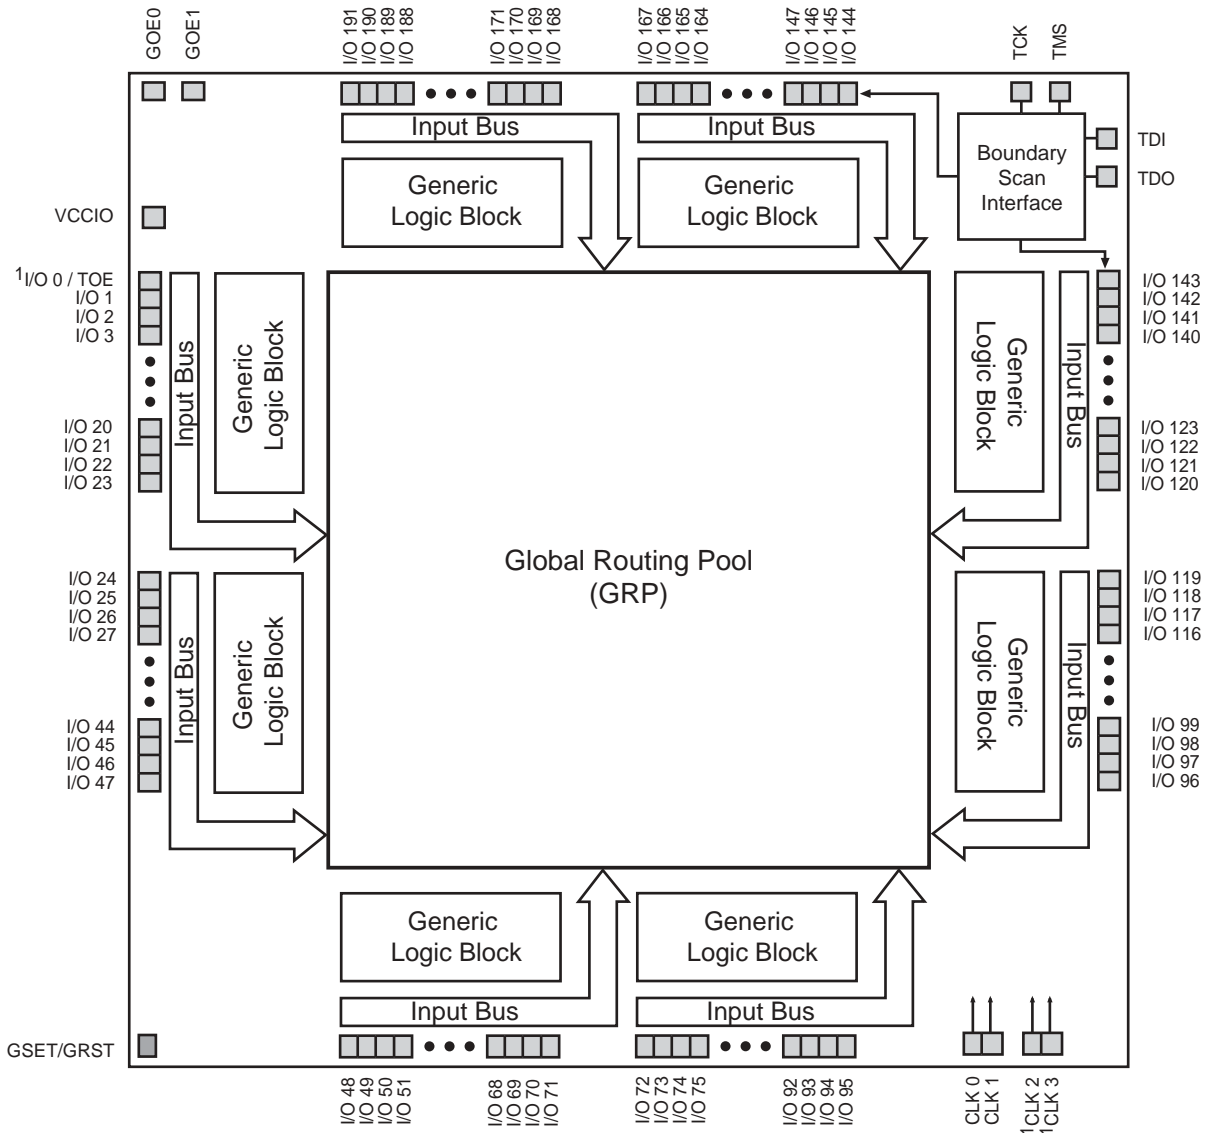 GOE0
GOE1
I/O 191
I/O 190
I/O 189
I/O 188
I/O 171
I/O 170
I/O 169
I/O 168
I/O 167
I/O 166
I/O 165
I/O 164
I/O 147
I/O 146
I/O 145
I/O 144
TCK
TMS
Input Bus
Input Bus
TDI
TDO
Boundary
Scan
Interface
Generic
Logic Block
Generic
Logic Block
VCCIO
1I/O 0 / TOE
I/O 1
I/O 2
I/O 3
I/O 20
I/O 21
I/O 22
I/O 23
Input Bus
Generic
Logic Block
Generic
Logic Block
Input Bus
I/O 143
I/O 142
I/O 141
I/O 140
I/O 123
I/O 122
I/O 121
I/O 120
Global Routing Pool
(GRP)
I/O 24
I/O 25
I/O 26
I/O 27
I/O 44
I/O 45
I/O 46
I/O 47
Input Bus
Generic
Logic Block
Generic
Logic Block
Input Bus
I/O 119
I/O 118
I/O 117
I/O 116
I/O 99
I/O 98
I/O 97
I/O 96
Generic
Logic Block
Generic
Logic Block
Input Bus
Input Bus
GSET/GRST
I/O 48
I/O 49
I/O 50
I/O 51
I/O 68
I/O 69
I/O 70
I/O 71
I/O 72
I/O 73
I/O 74
I/O 75
I/O 92
I/O 93
I/O 94
I/O 95
CLK 0
CLK 1
1CLK 2
1CLK 3